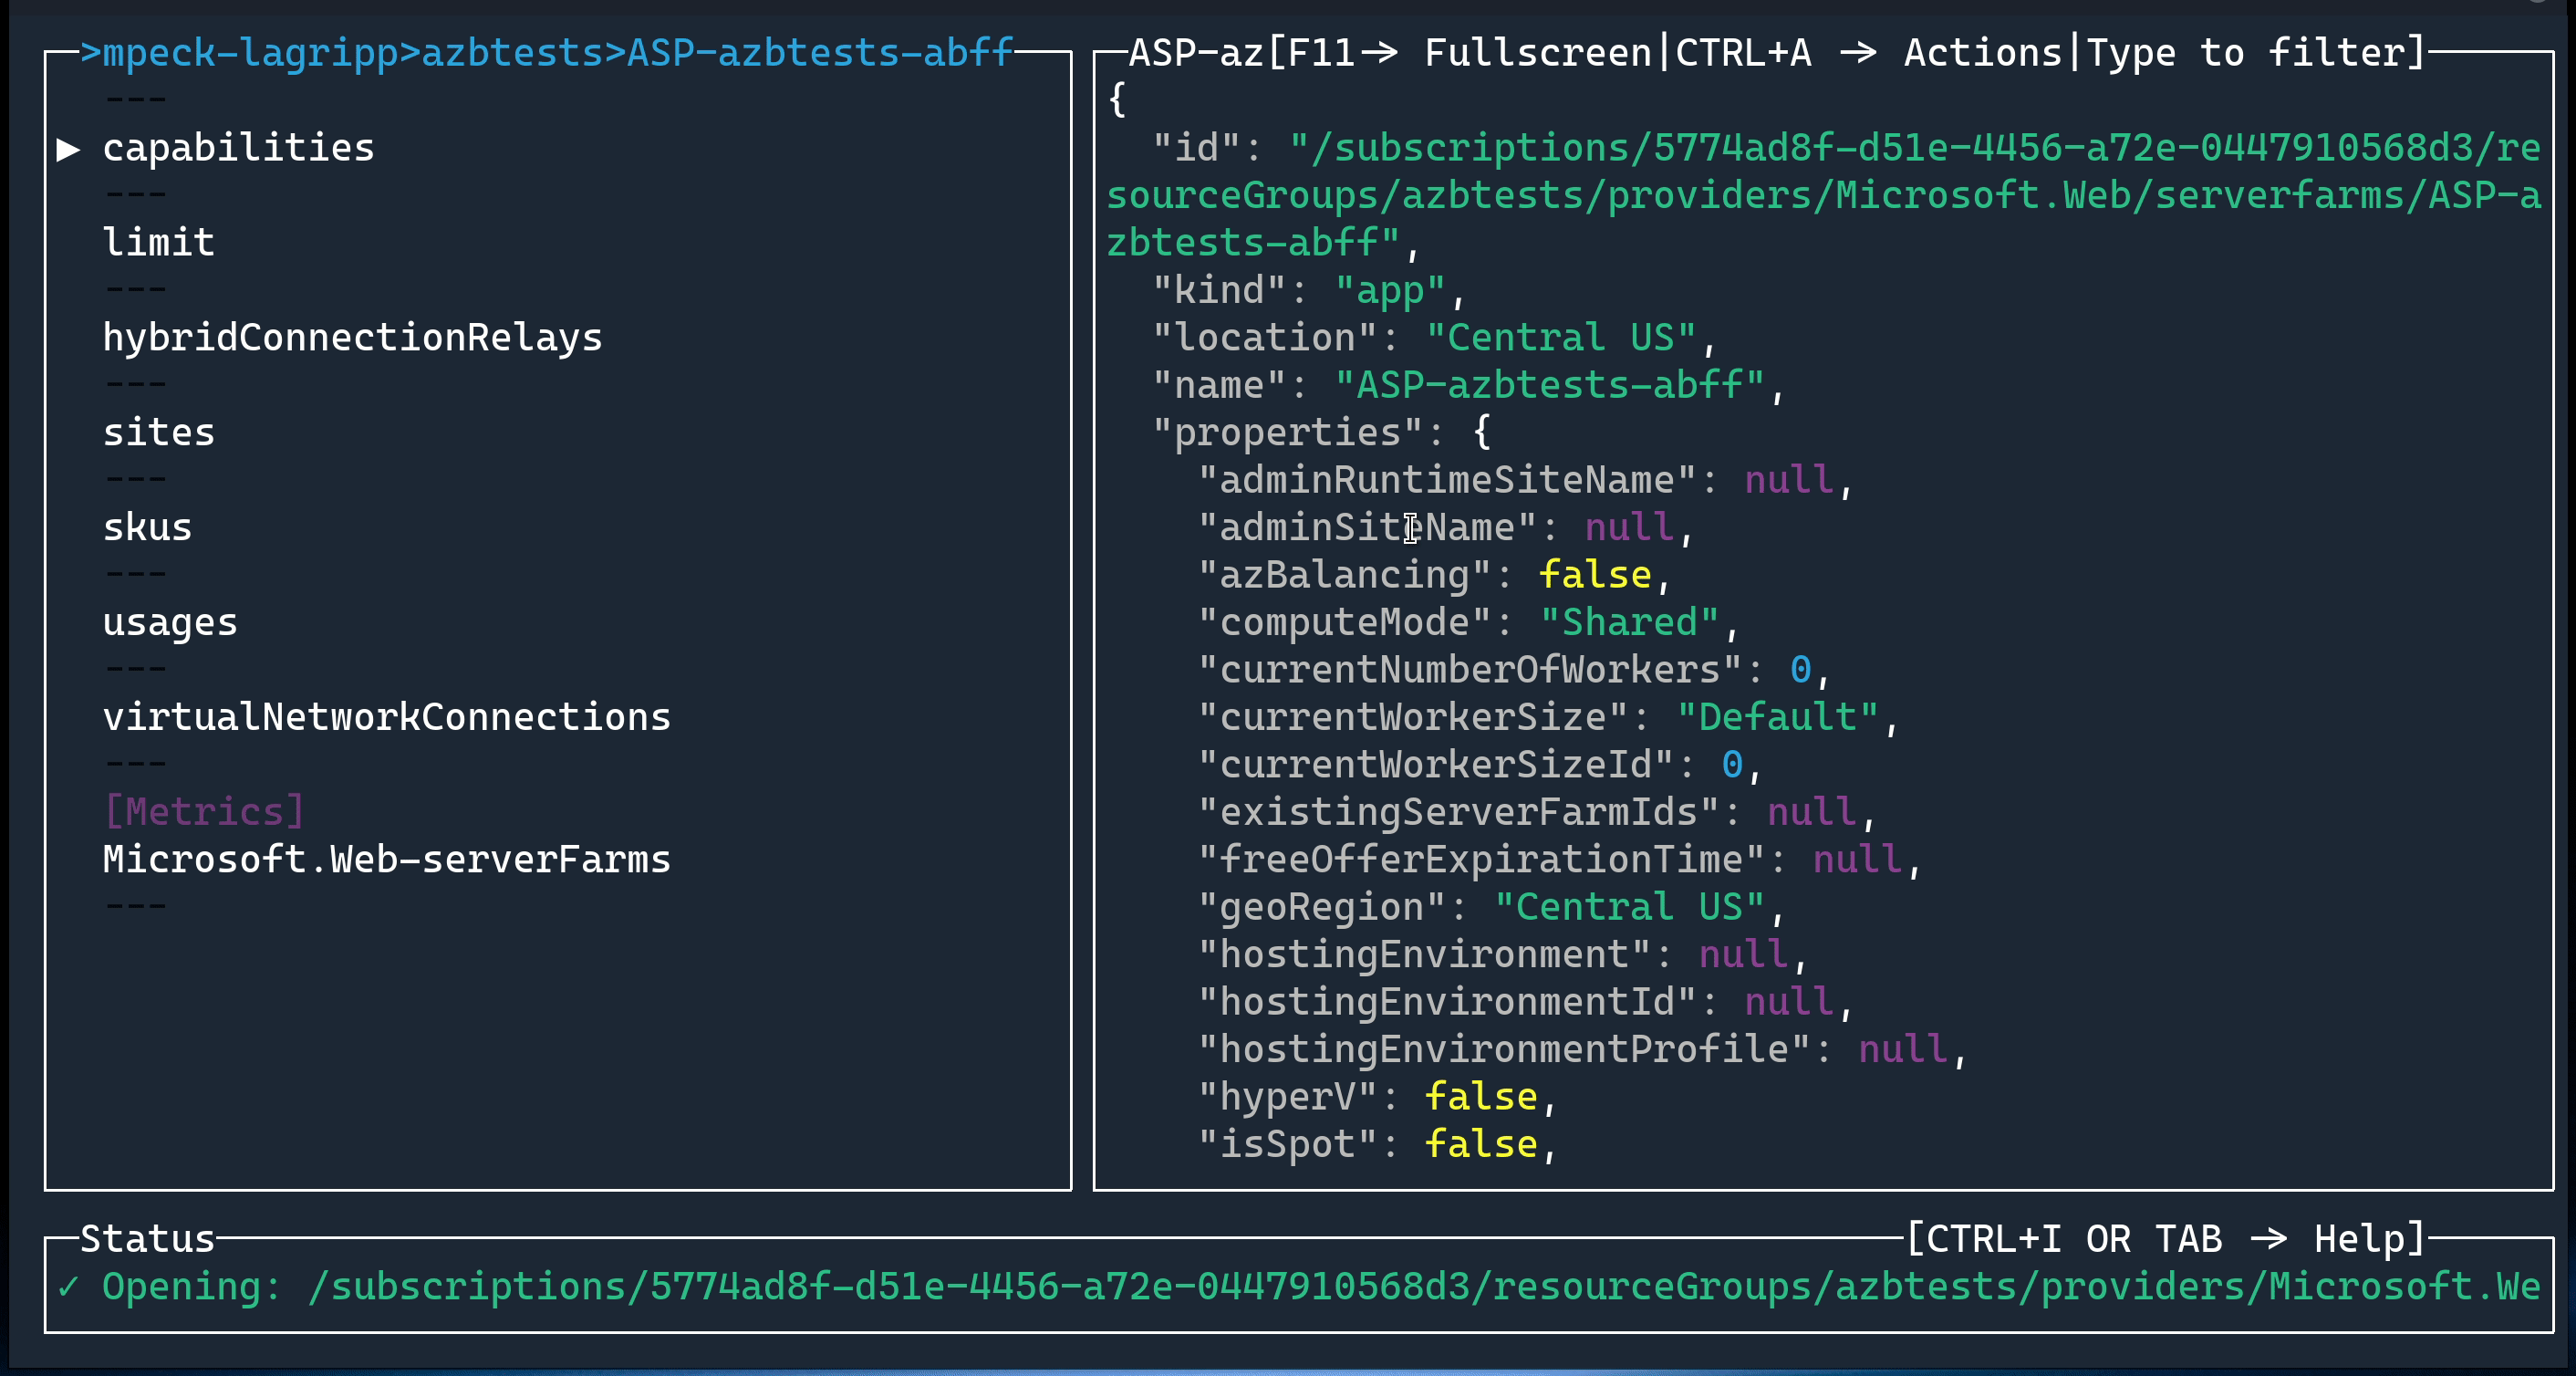 >mpeck-lagripp>azbtests>ASP-azbtests-abff
---
▶ capabilities
---
limit
---
hybridConnectionRelays
---
sites
---
skus
---
usages
---
virtualNetworkConnections
---
[Metrics]
Microsoft.Web-serverFarms
---
ASP-az[F11-> Fullscreen|CTRL+A -> Actions|Type to filter]
{
"id": "/subscriptions/5774ad8f-d51e-4456-a72e-0447910568d3/re
sourceGroups/azbtests/providers/Microsoft.Web/serverfarms/ASP-a
zbtests-abff",
"kind": "app",
"location": "Central US",
"name": "ASP-azbtests-abff",
"properties": {
"adminRuntimeSiteName": null,
"adminSiteName": null,
"azBalancing": false,
"computeMode": "Shared",
"currentNumberOfWorkers": 0,
"currentWorkerSize": "Default",
"currentWorkerSizeId": 0,
"existingServerFarmIds": null,
"freeOfferExpirationTime": null,
"geoRegion": "Central US",
"hostingEnvironment": null,
"hostingEnvironmentId": null,
"hostingEnvironmentProfile": null,
"hyperV": false,
"isSpot": false,
Status
[CTRL+I OR TAB -> Help]
✓ Opening: /subscriptions/5774ad8f-d51e-4456-a72e-0447910568d3/resourceGroups/azbtests/providers/Microsoft.We